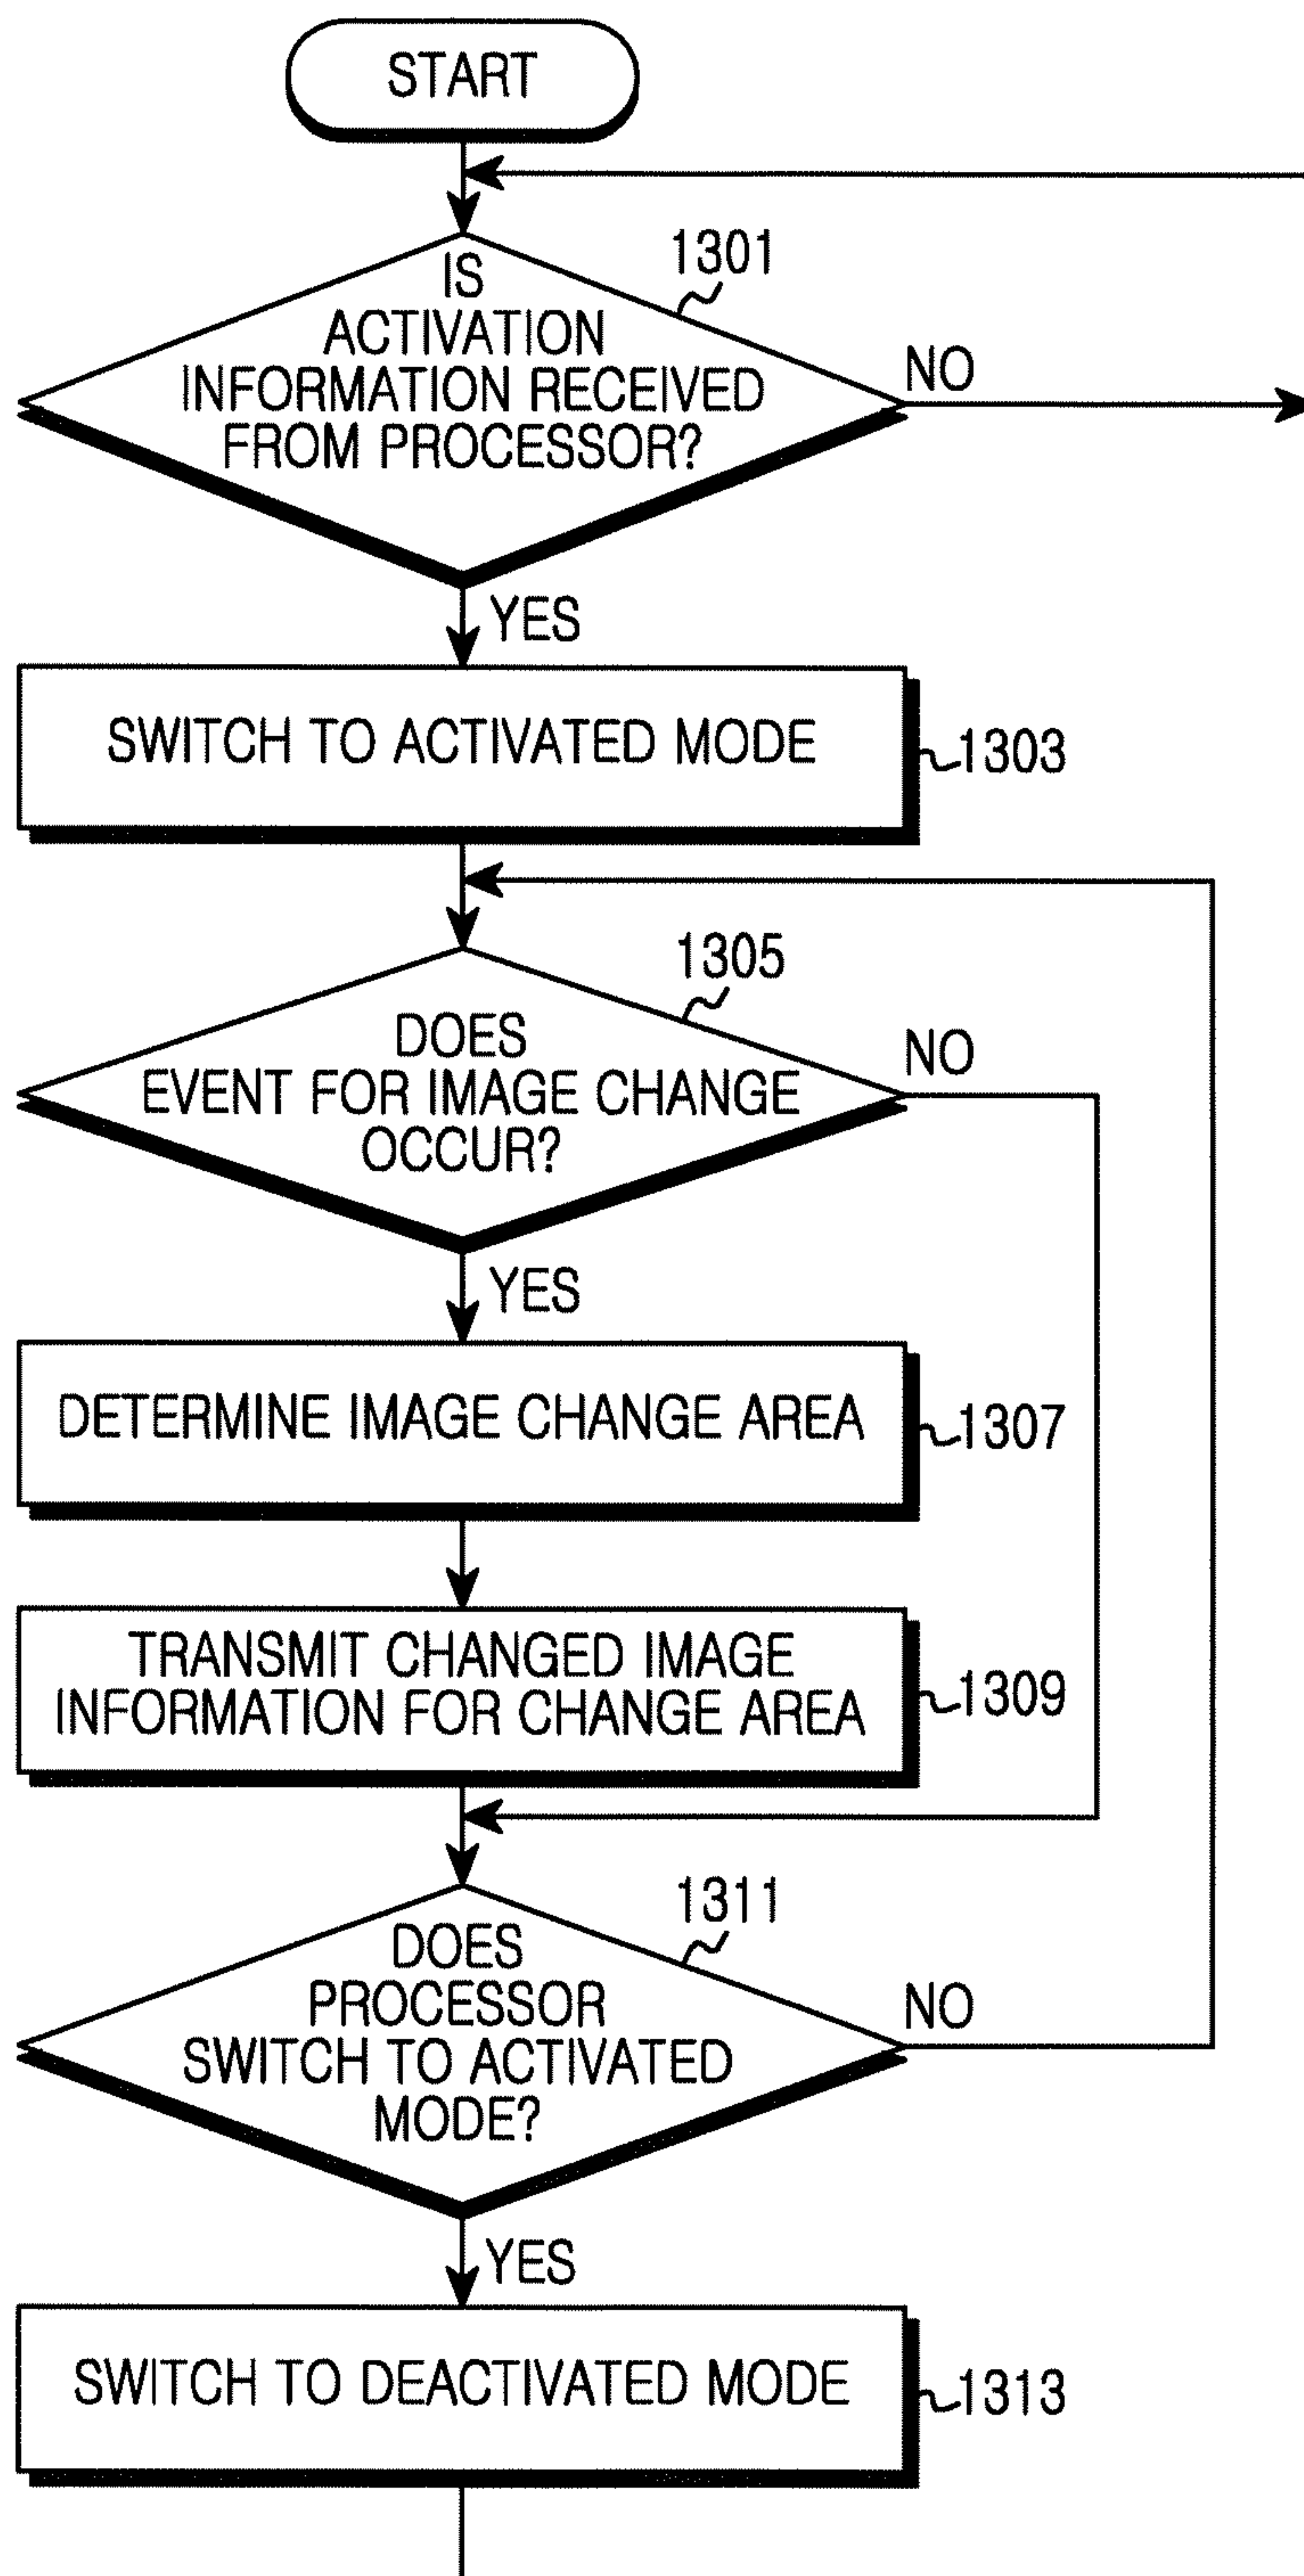 START
1301
IS
ACTIVATION
INFORMATION RECEIVED
FROM PROCESSOR?
NO
YES
SWITCH TO ACTIVATED MODE
1303
1305
DOES
EVENT FOR IMAGE CHANGE
OCCUR?
NO
YES
DETERMINE IMAGE CHANGE AREA
1307
TRANSMIT CHANGED IMAGE
INFORMATION FOR CHANGE AREA
1309
1311
DOES
PROCESSOR
SWITCH TO ACTIVATED
MODE?
NO
YES
SWITCH TO DEACTIVATED MODE
1313